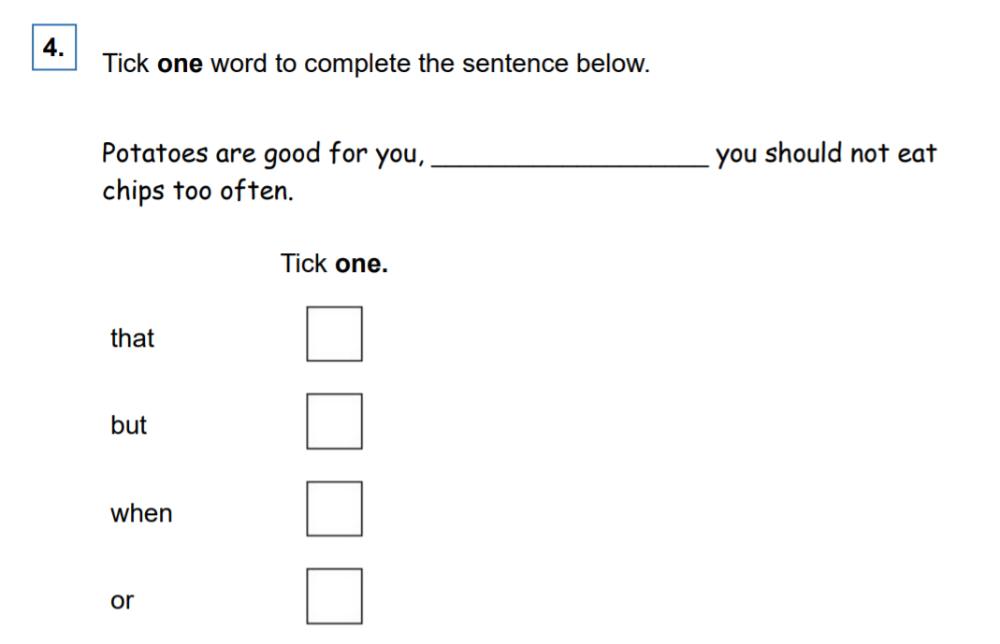 4.
Tick one word to complete the sentence below.
Potatoes are good for you, ____________________ you should not eat
chips too often.
Tick one.
that
but
when
or